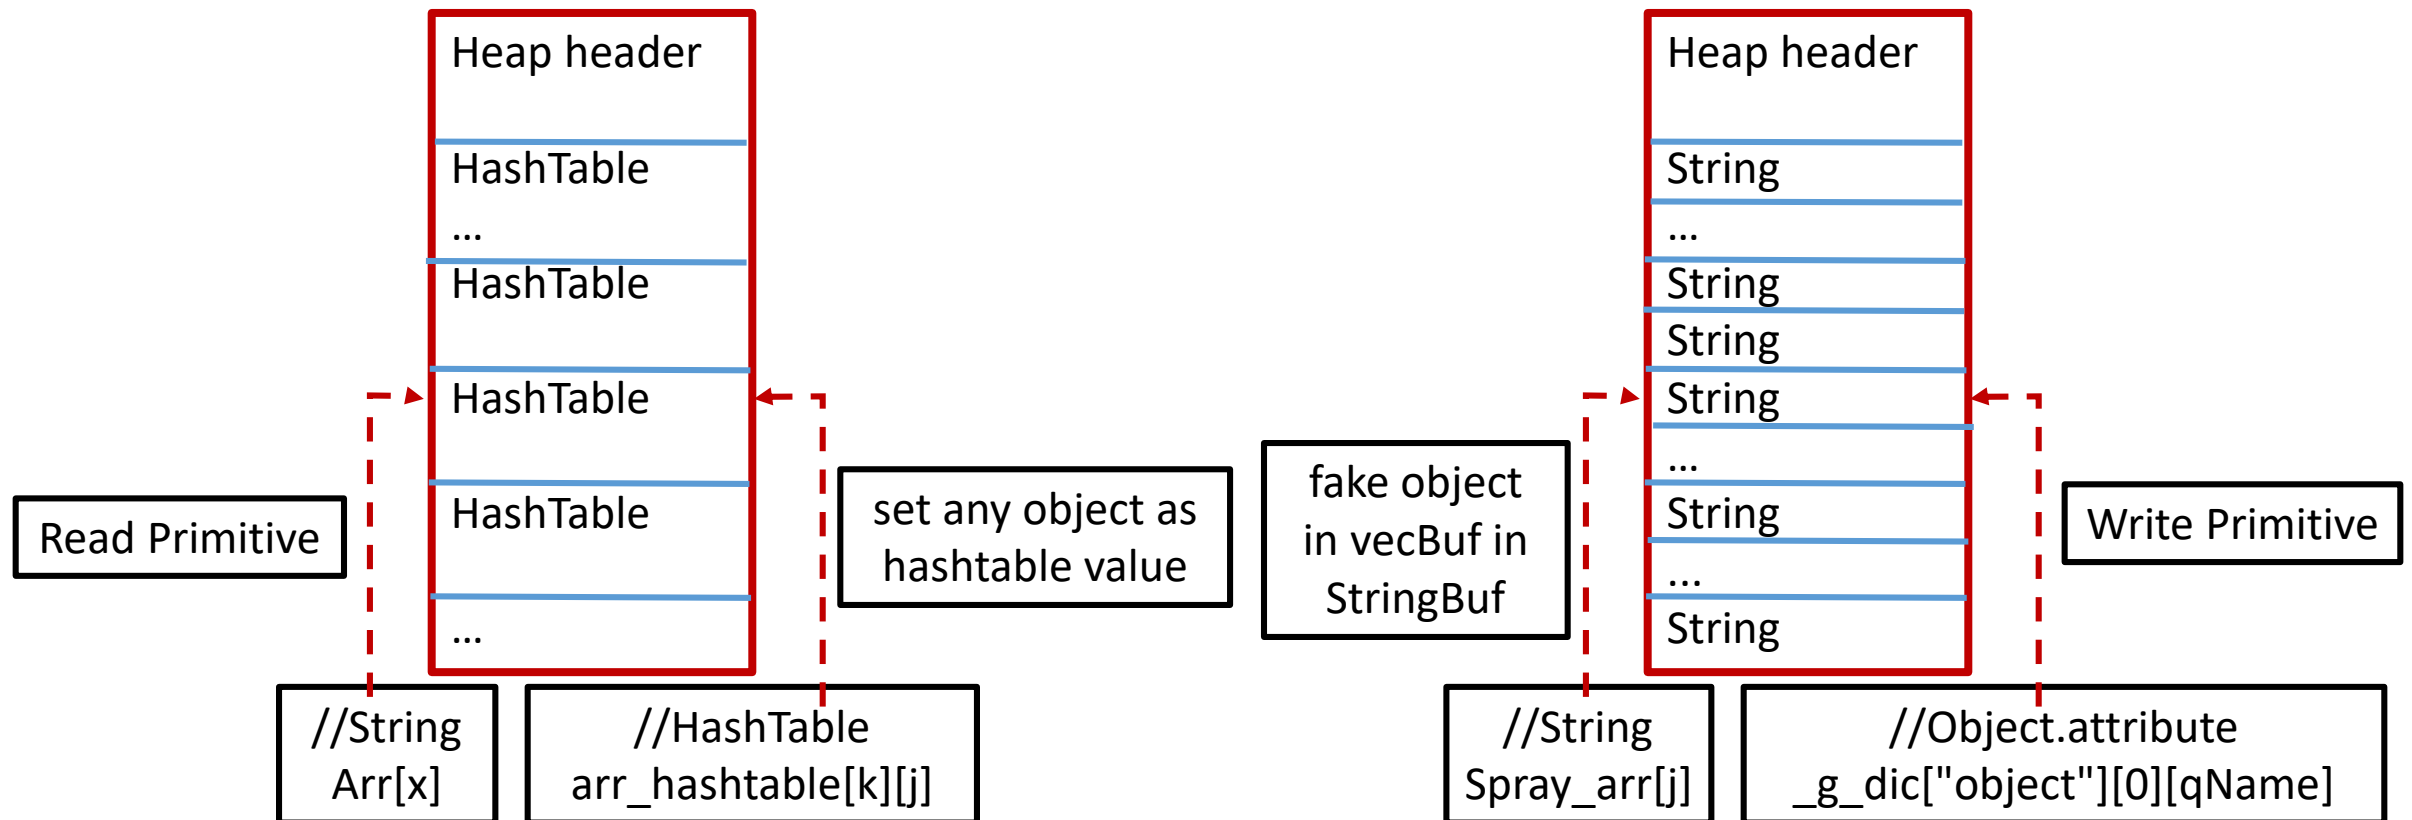 Heap header
HashTable
...
HashTable
HashTable
HashTable
...
Read Primitive
set any object as
hashtable value
//String
Arr[x]
//HashTable
arr_hashtable[k][j]
Heap header
String
...
String
String
String
...
String
...
String
fake object
in vecBuf in
StringBuf
Write Primitive
//String
Spray_arr[j]
//Object.attribute
_g_dic["object"][0][qName]